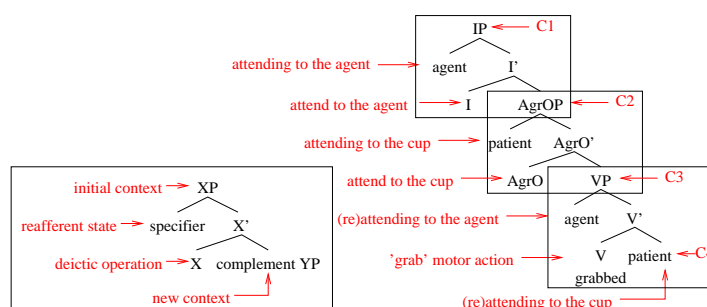 IP C1
attending to the agent agent I'
attend to the agent I AgrOP C2
attending to the cup patient AgrO'
attend to the cup AgrO VP C3
(re)attending to the agent agent V'
'grab' motor action V patient
grabbed
(re)attending to the cup
initial context XP
reafferent state specifier X'
deictic operation X complement YP
new context